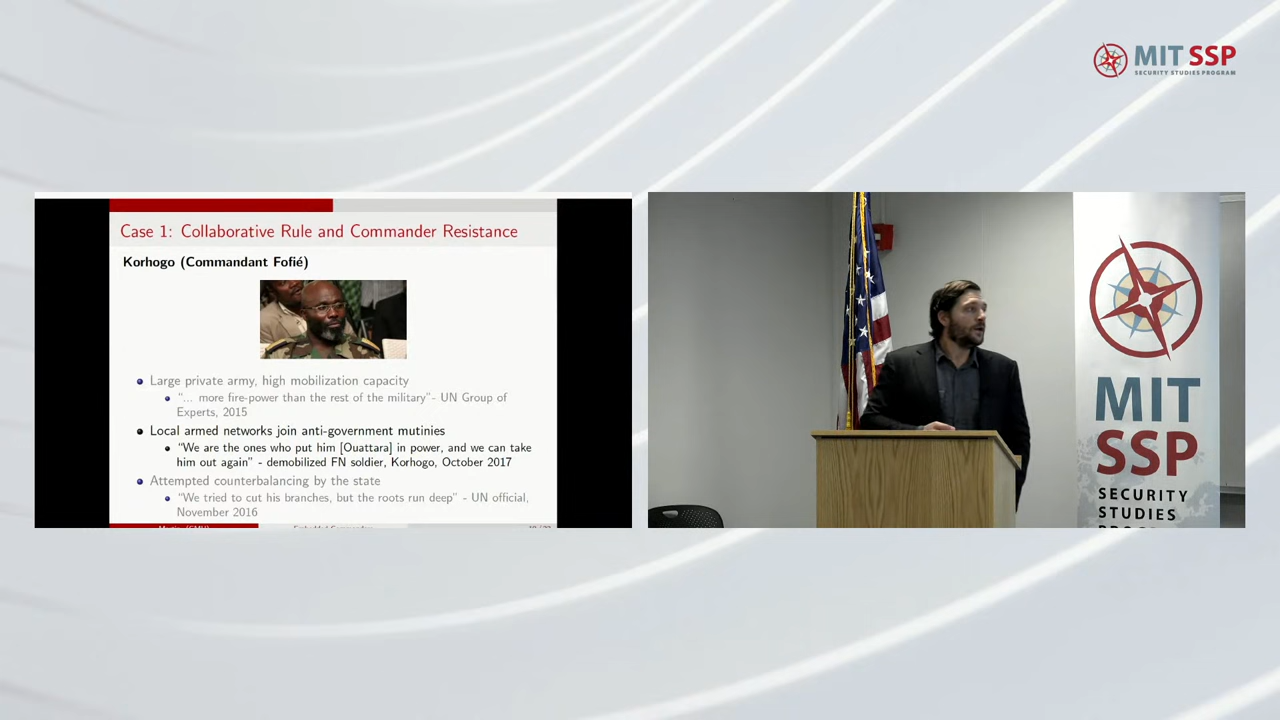 MIT SSP
SECURITY STUDIES PROGRAM
Case 1: Collaborative Rule and Commander Resistance
Korhogo (Commandant Fofié)
Large private army, high mobilization capacity
"... more fire-power than the rest of the military"- UN Group of
Experts, 2015
Local armed networks join anti-government mutinies
"We are the ones who put him [Ouattara] in power, and we can take
him out again" - demobilized FN soldier, Korhogo, October 2017
Attempted counterbalancing by the state
"We tried to cut his branches, but the roots run deep" - UN official,
November 2016
MIT
SSP
SECURITY
STUDIES